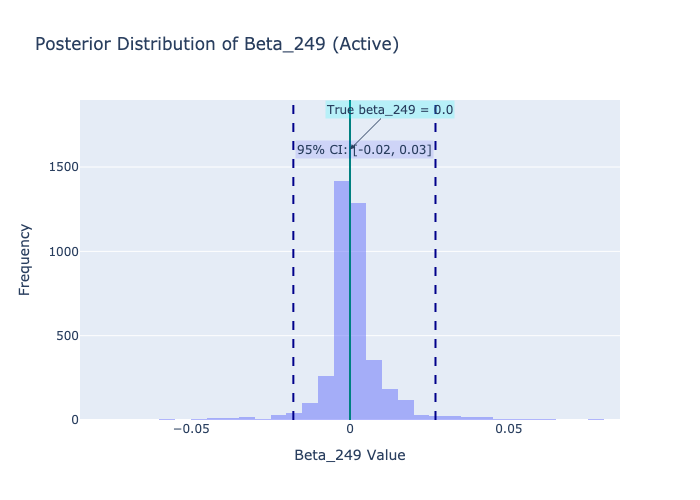 Posterior Distribution of Beta_249 (Active)
True beta_249 = 0.0
95% CI: [-0.02, 0.03]
1500
1000
500
0
Frequency
−0.05
0
0.05
Beta_249 Value